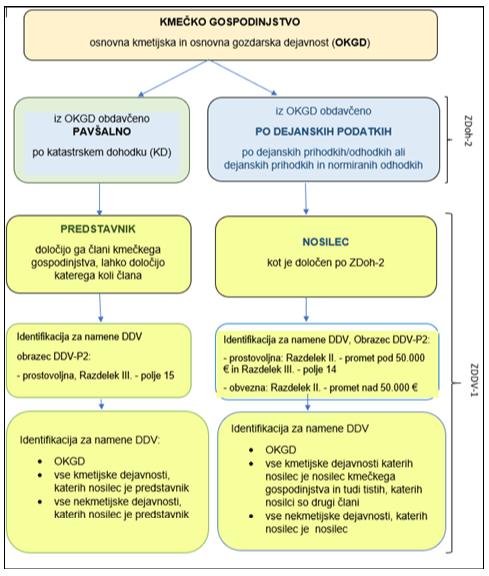 KMEČKO GOSPODINJSTVO
osnovna kmetijska in osnovna gozdarska dejavnost (OKGD)
iz OKGD obdavčeno
PAVŠALNO
po katastrskem dohodku (KD)
iz OKGD obdavčeno
PO DEJANSKIH PODATKIH
po dejanskih prihodkih/odhodkih ali
dejanskih prihodkih in normiranih odhodkih
ZDoh-2
PREDSTAVNIK
določijo ga člani kmečkega
gospodinjstva, lahko določijo
katerega koli člana
NOSILEC
kot je določen po ZDoh-2
Identifikacija za namene DDV
obrazec DDV-P2:
- prostovoljna, Razdelek III. - polje 15
Identifikacija za namene DDV, Obrazec DDV-P2:
- prostovoljna: Razdelek II. - promet pod 50.000
€ in Razdelek III. - polje 14
- obvezna: Razdelek II. - promet nad 50.000 €
ZDDV-1
Identifikacija za namene DDV:
• OKGD
• vse kmetijske dejavnosti,
katerih nosilec je predstavnik
• vse nekmetijske dejavnosti,
katerih nosilec je predstavnik
Identifikacija za namene DDV
• OKGD
• vse kmetijske dejavnosti katerih
nosilec je nosilec kmečkega
gospodinjstva in tudi tistih, katerih
nosilci so drugi člani
• vse nekmetijske dejavnosti, katerih
nosilec je nosilec